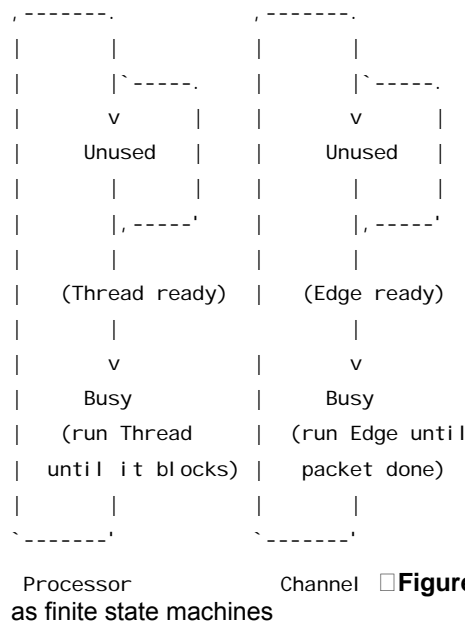 ,-------.          ,-------.
|       |          |       |
|       |`-----.   |       |`-----.
|       v      |   |       v      |
|     Unused   |   |     Unused   |
|       |      |   |       |      |
|       |,-----'   |       |,-----'
|       |          |       |
|   (Thread ready) |   (Edge ready)
|       |                  |
|       v          |       v
|     Busy         |     Busy
|   (run Thread    | (run Edge until
|  until it blocks)|  packet done)
|       |          |       |
`-------'          `-------'
Processor          Channel □Figure
as finite state machines